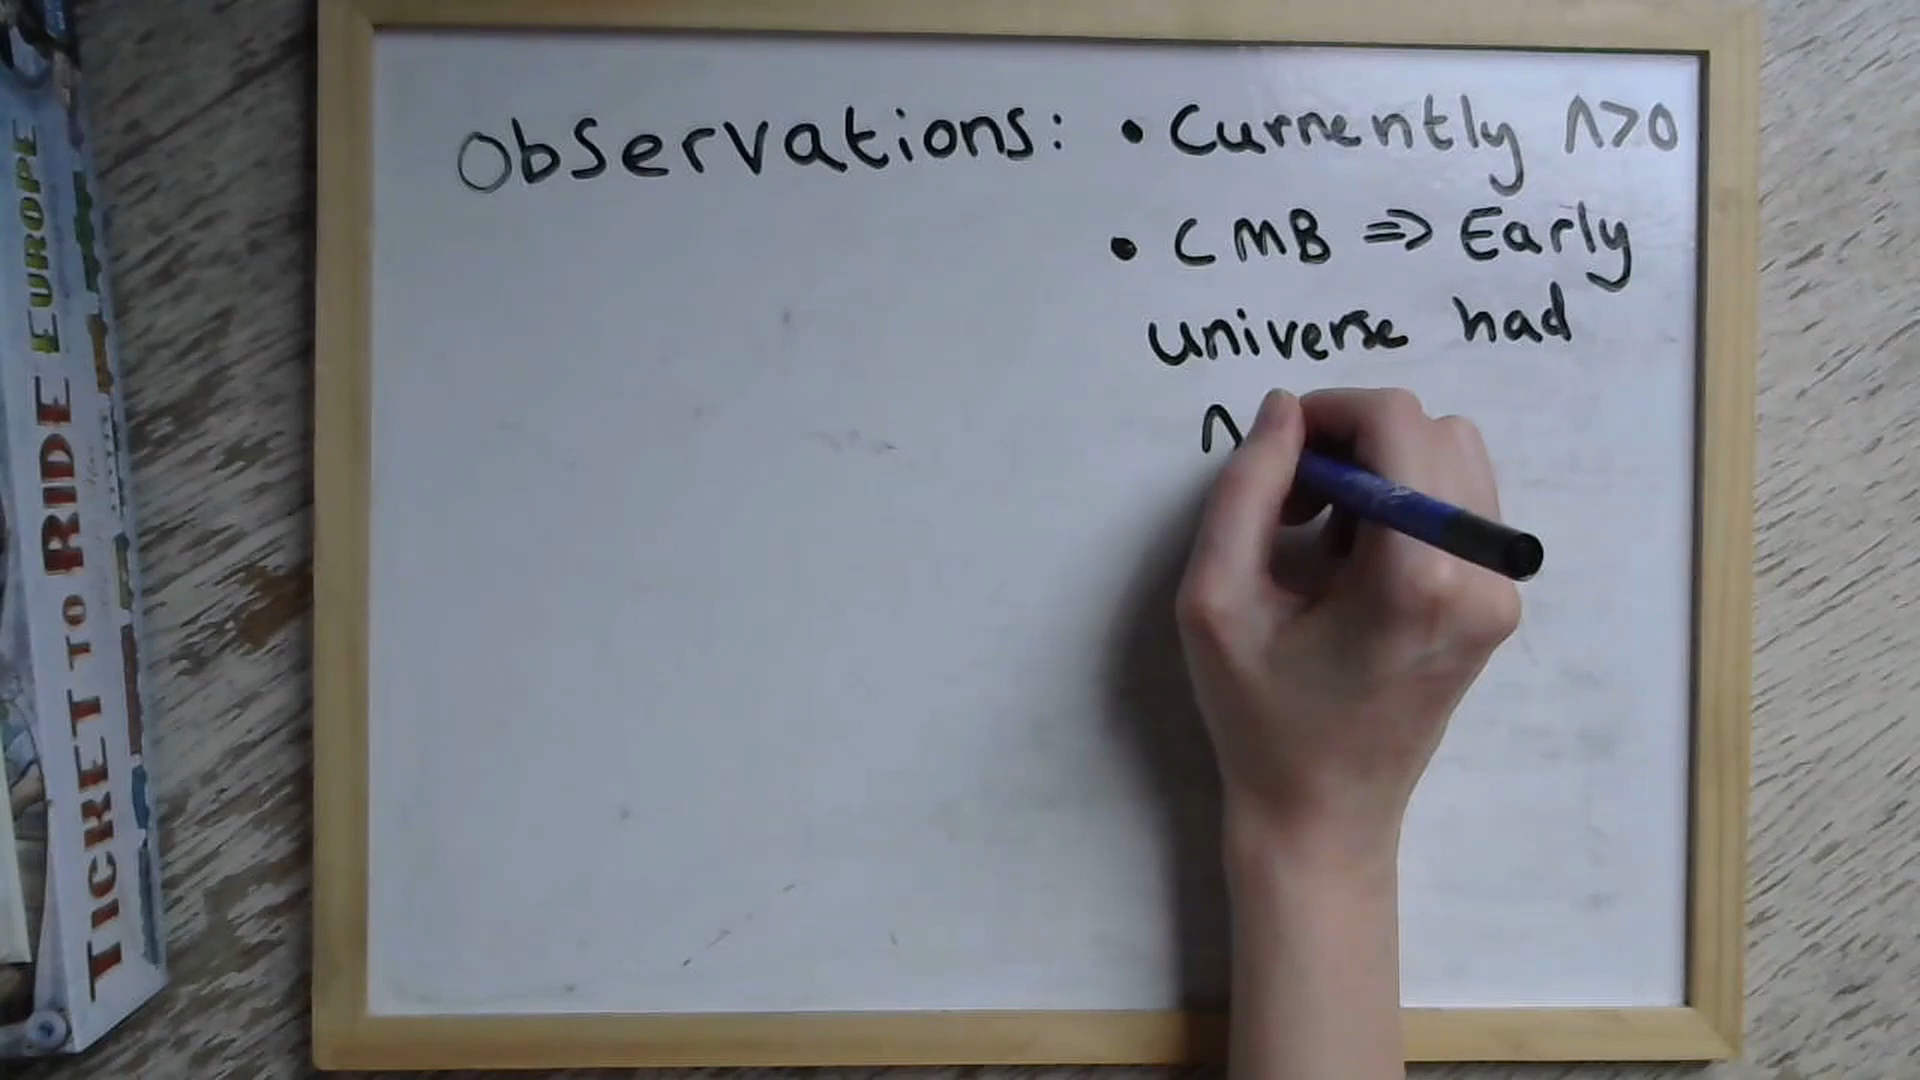 Observations: • Currently Λ>0
• CMB => Early
universe had
Λ
TICKET TO RIDE EUROPE